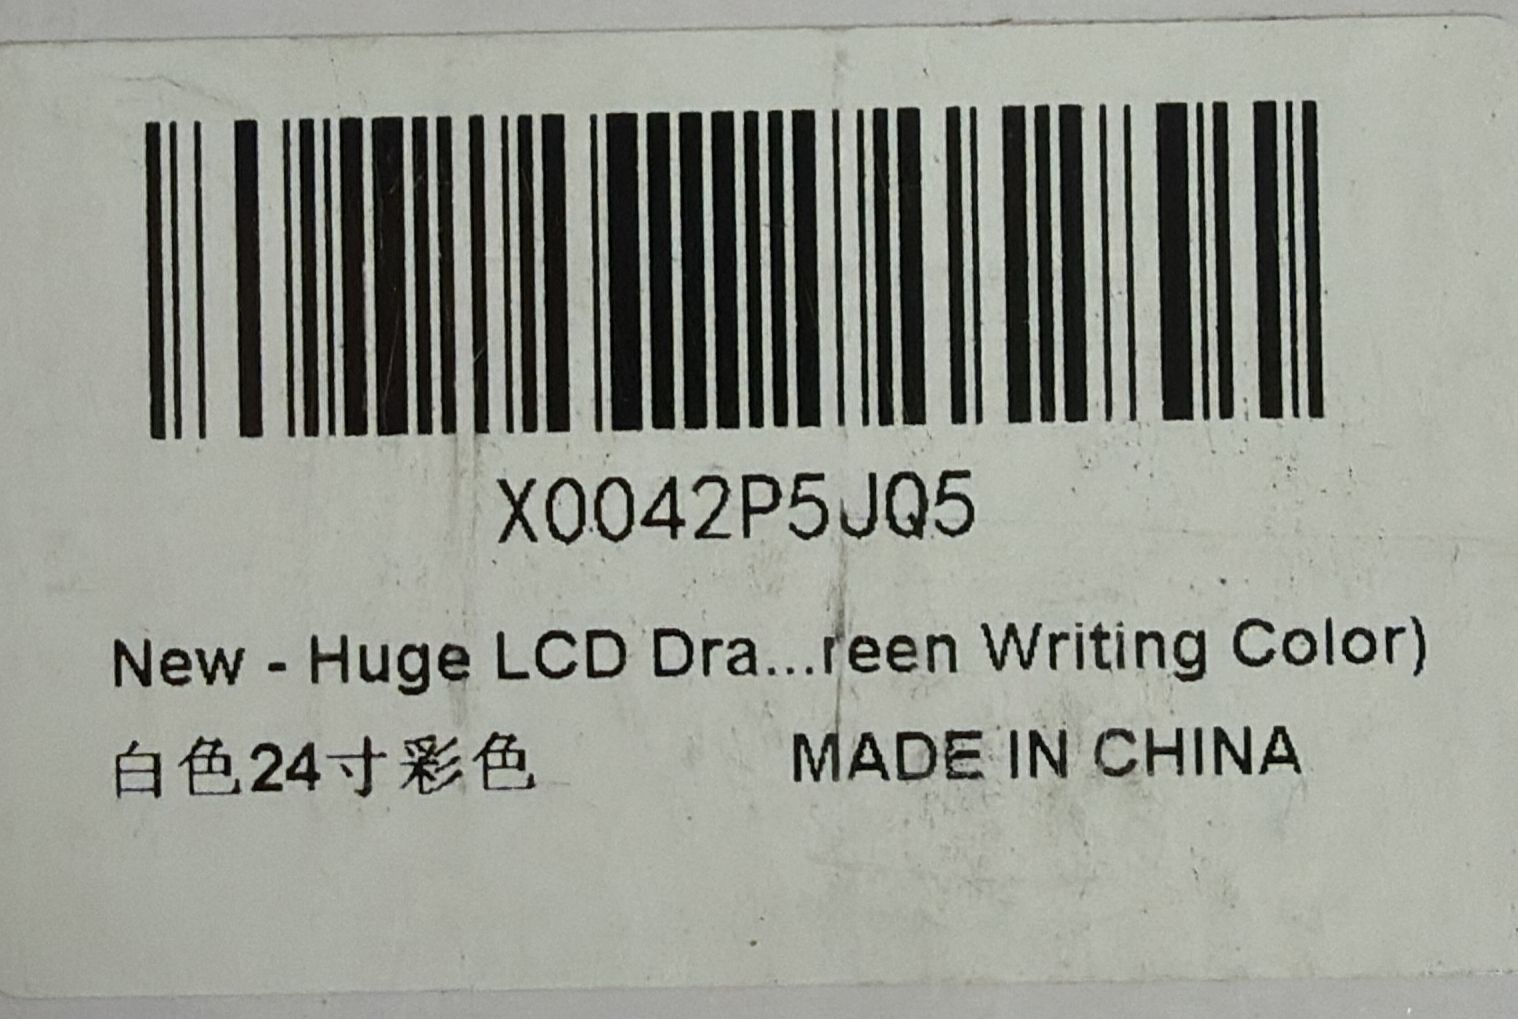 X0042P5JQ5
New - Huge LCD Dra...reen Writing Color)
白色24寸彩色 MADE IN CHINA